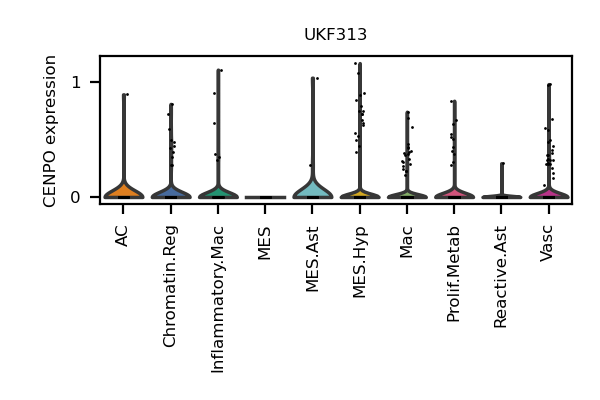 UKF313
CENPO expression
1
0
AC
Chromatin.Reg
Inflammatory.Mac
MES
MES.Ast
MES.Hyp
Mac
Prolif.Metab
Reactive.Ast
Vasc